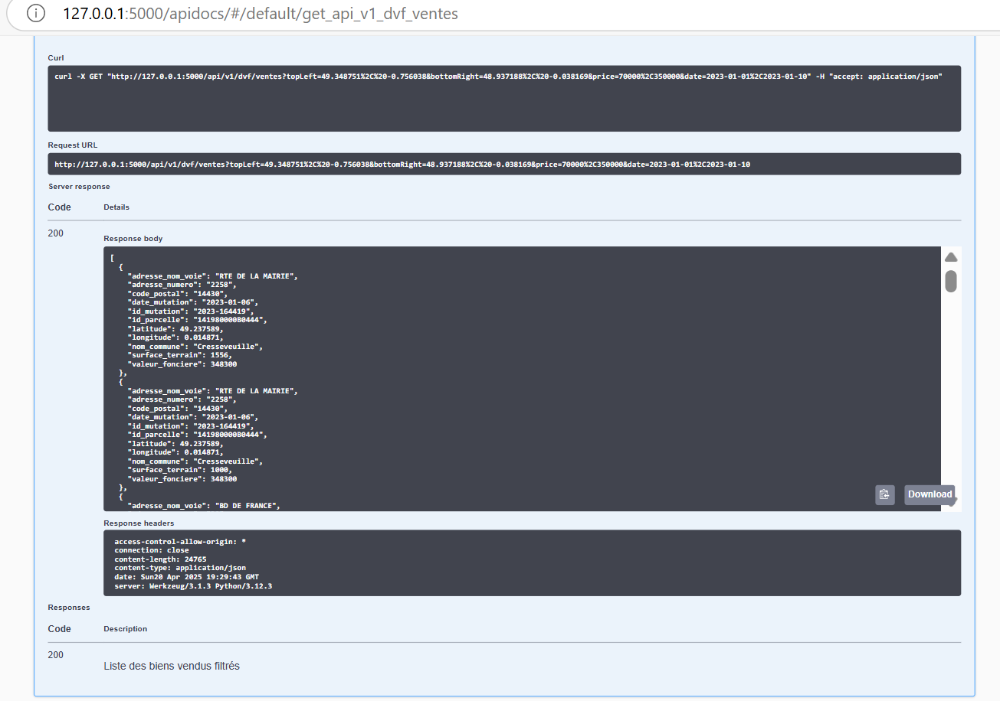 127.0.0.1:5000/apidocs/#/default/get_api_v1_dvf_ventes
Curl
curl -X GET "http://127.0.0.1:5000/api/v1/dvf/ventes?topLeft=49.348751%2C%20-0.756038&bottomRight=48.937188%2C%20-0.038169&price=70000%2C350000&date=2023-01-01%2C2023-01-10" -H "accept: application/json"
Request URL
http://127.0.0.1:5000/api/v1/dvf/ventes?topLeft=49.348751%2C%20-0.756038&bottomRight=48.937188%2C%20-0.038169&price=70000%2C350000&date=2023-01-01%2C2023-01-10
Server response
Code Details
200
Response body
[
  {
    "adresse_nom_voie": "RTE DE LA MAIRIE",
    "adresse_numero": "2258",
    "code_postal": "14430",
    "date_mutation": "2023-01-06",
    "id_mutation": "2023-164419",
    "id_parcelle": "141980000B0444",
    "latitude": 49.237589,
    "longitude": 0.014871,
    "nom_commune": "Cresseveuille",
    "surface_terrain": 1556,
    "valeur_fonciere": 348300
  },
  {
    "adresse_nom_voie": "RTE DE LA MAIRIE",
    "adresse_numero": "2258",
    "code_postal": "14430",
    "date_mutation": "2023-01-06",
    "id_mutation": "2023-164419",
    "id_parcelle": "141980000B0444",
    "latitude": 49.237589,
    "longitude": 0.014871,
    "nom_commune": "Cresseveuille",
    "surface_terrain": 1000,
    "valeur_fonciere": 348300
  },
  {
    "adresse_nom_voie": "BD DE FRANCE",
Download
Response headers
access-control-allow-origin: *
connection: close
content-length: 24765
content-type: application/json
date: Sun20 Apr 2025 19:29:43 GMT
server: Werkzeug/3.1.3 Python/3.12.3
Responses
Code Description
200
Liste des biens vendus filtrés